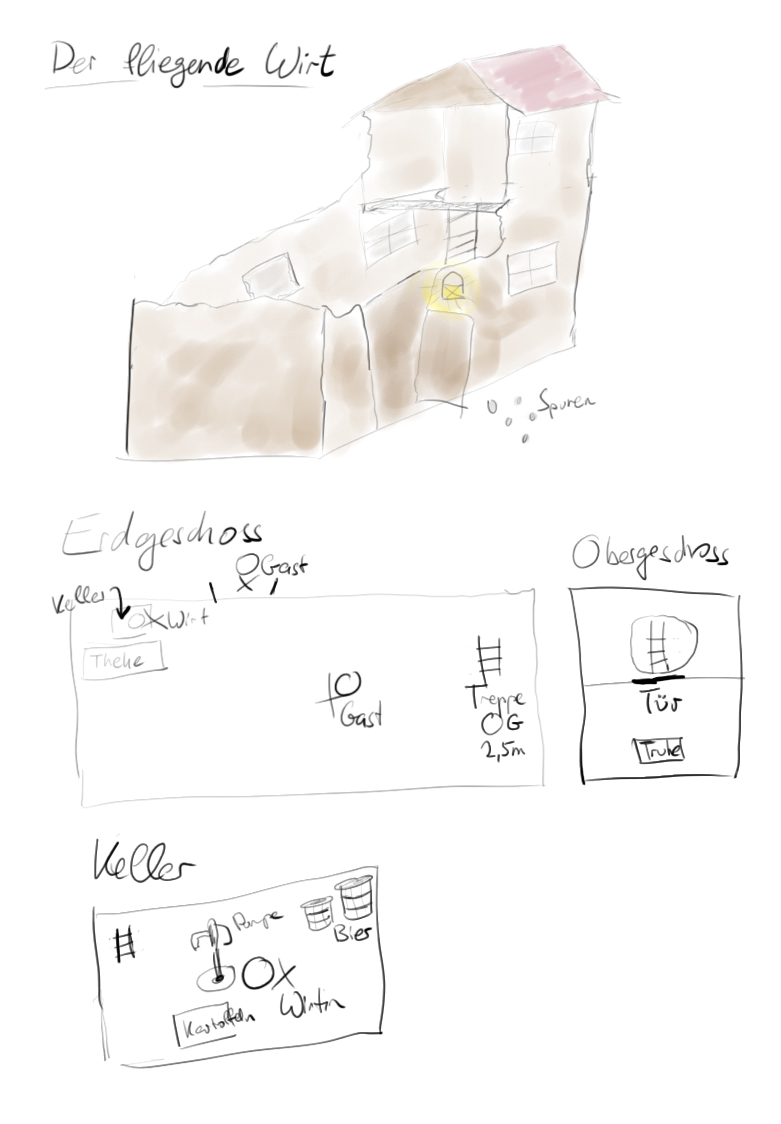 Der fliegende Wirt
Spuren
Erdgeschoss
Gast
Keller
Wirt
Theke
Gast
Treppe
OG
2,5m
Obergeschoss
Tür
Truhe
Keller
Pumpe
Bier
Wirtin
Kartoffeln